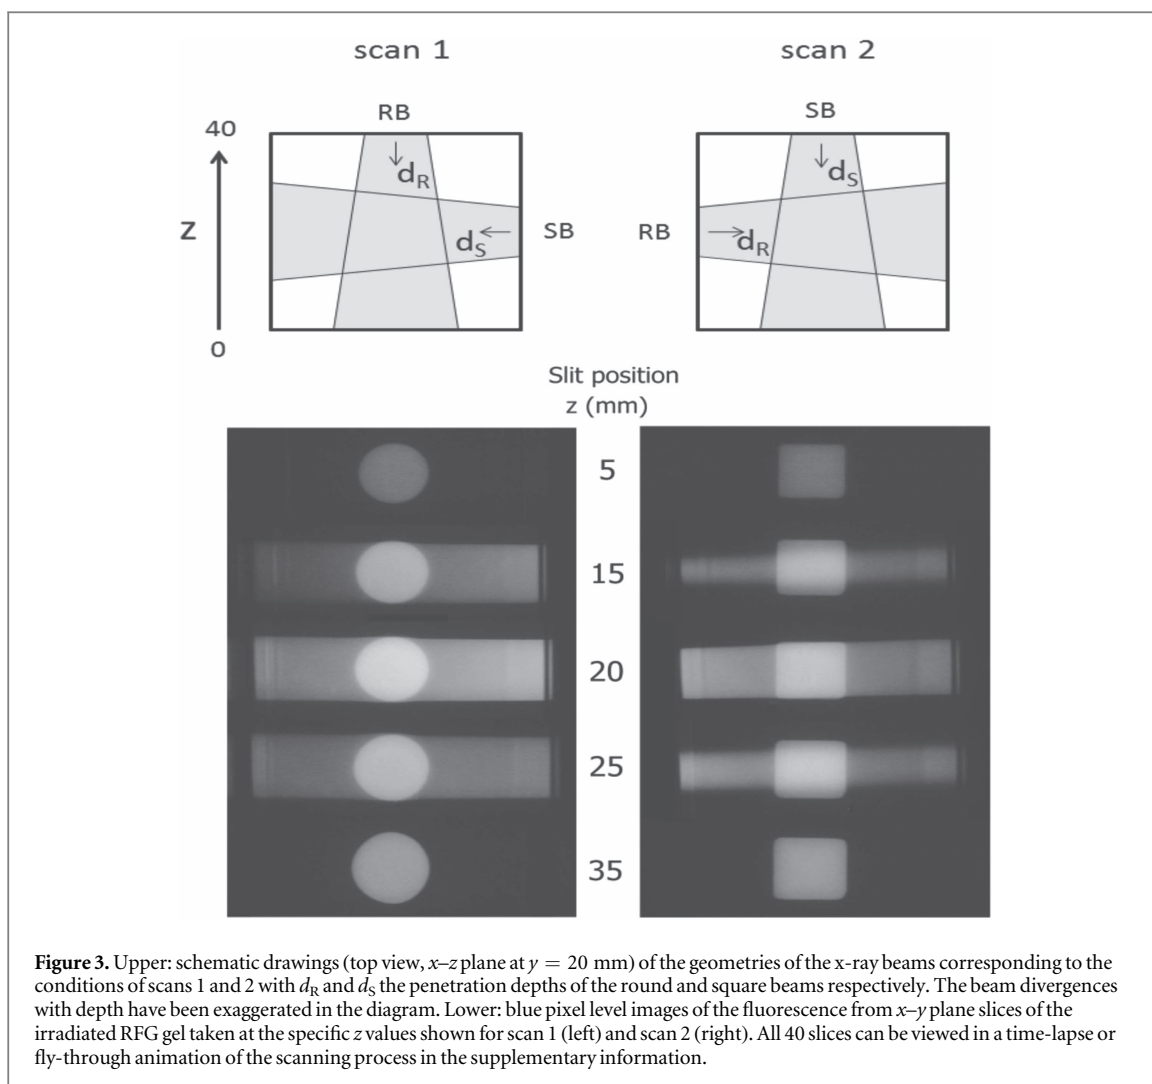 scan 1
scan 2
RB
SB
40
dR
dS
z
SB
RB
dS
dR
0
Slit position
z (mm)
5
15
20
25
35
Figure 3. Upper: schematic drawings (top view, x–z plane at y = 20 mm) of the geometries of the x-ray beams corresponding to the
conditions of scans 1 and 2 with dR and dS the penetration depths of the round and square beams respectively. The beam divergences
with depth have been exaggerated in the diagram. Lower: blue pixel level images of the fluorescence from x–y plane slices of the
irradiated RFG gel taken at the specific z values shown for scan 1 (left) and scan 2 (right). All 40 slices can be viewed in a time-lapse or
fly-through animation of the scanning process in the supplementary information.